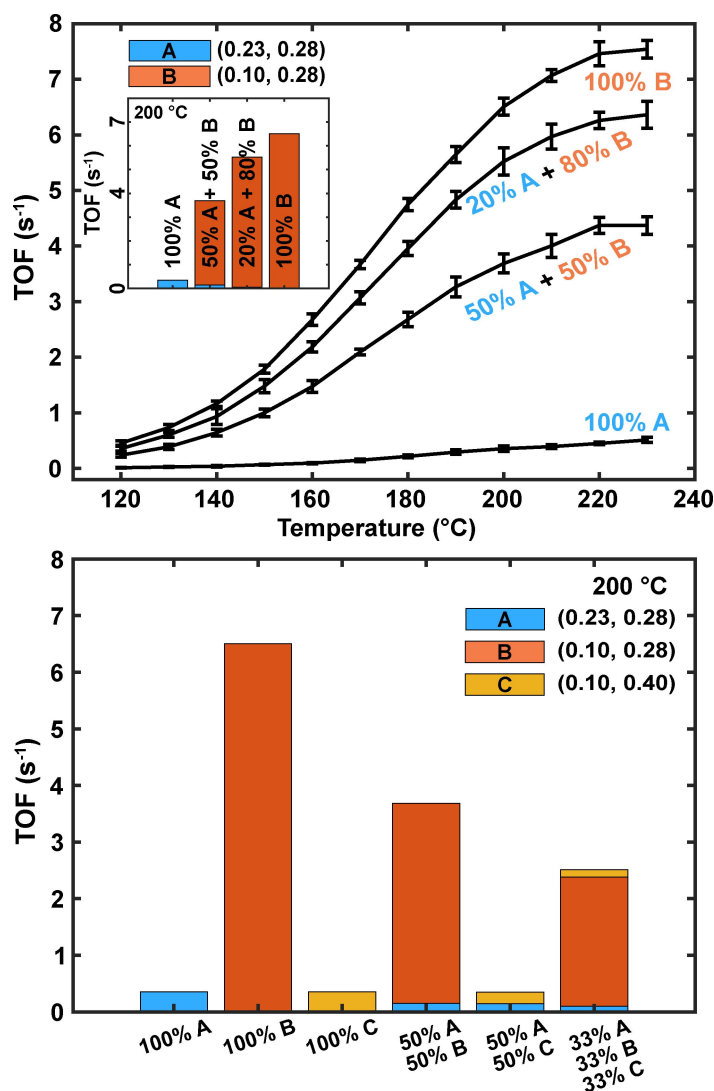 8
7
6
5
4
3
2
1
0
TOF (s⁻¹)
A (0.23, 0.28)
B (0.10, 0.28)
200 °C
7
4
0
TOF (s⁻¹)
100% A
50% A + 50% B
20% A + 80% B
100% B
100% B
20% A + 80% B
50% A + 50% B
100% A
120 140 160 180 200 220 240
Temperature (°C)
8
7
6
5
4
3
2
1
0
TOF (s⁻¹)
200 °C
A (0.23, 0.28)
B (0.10, 0.28)
C (0.10, 0.40)
100% A
100% B
100% C
50% A
50% B
50% A
50% C
33% A
33% B
33% C